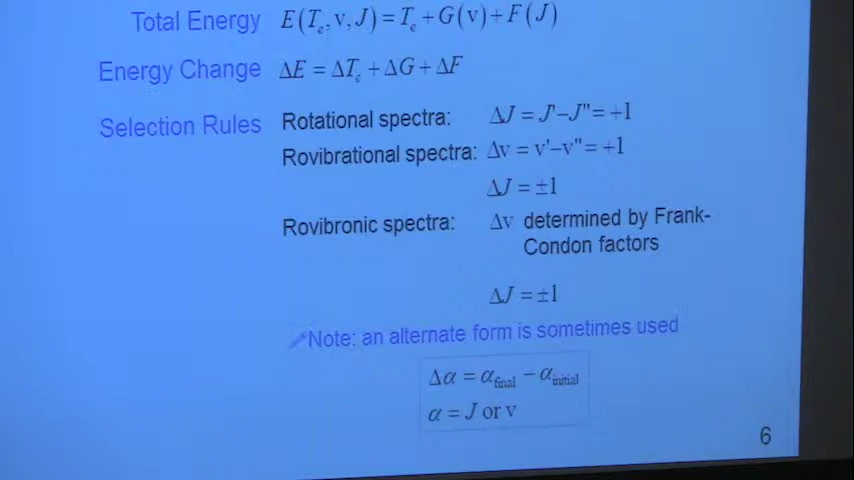 Total Energy E(Tₑ,v,J) = Tₑ + G(v) + F(J)
Energy Change ΔE = ΔTₑ + ΔG + ΔF
Selection Rules Rotational spectra: ΔJ = J'–J"= +1
Rovibrational spectra: Δv = v'–v"= +1
ΔJ = ±1
Rovibronic spectra: Δv determined by Frank-
Condon factors
ΔJ = ±1
Note: an alternate form is sometimes used
Δα = α_final − α_initial
α = J or v
6